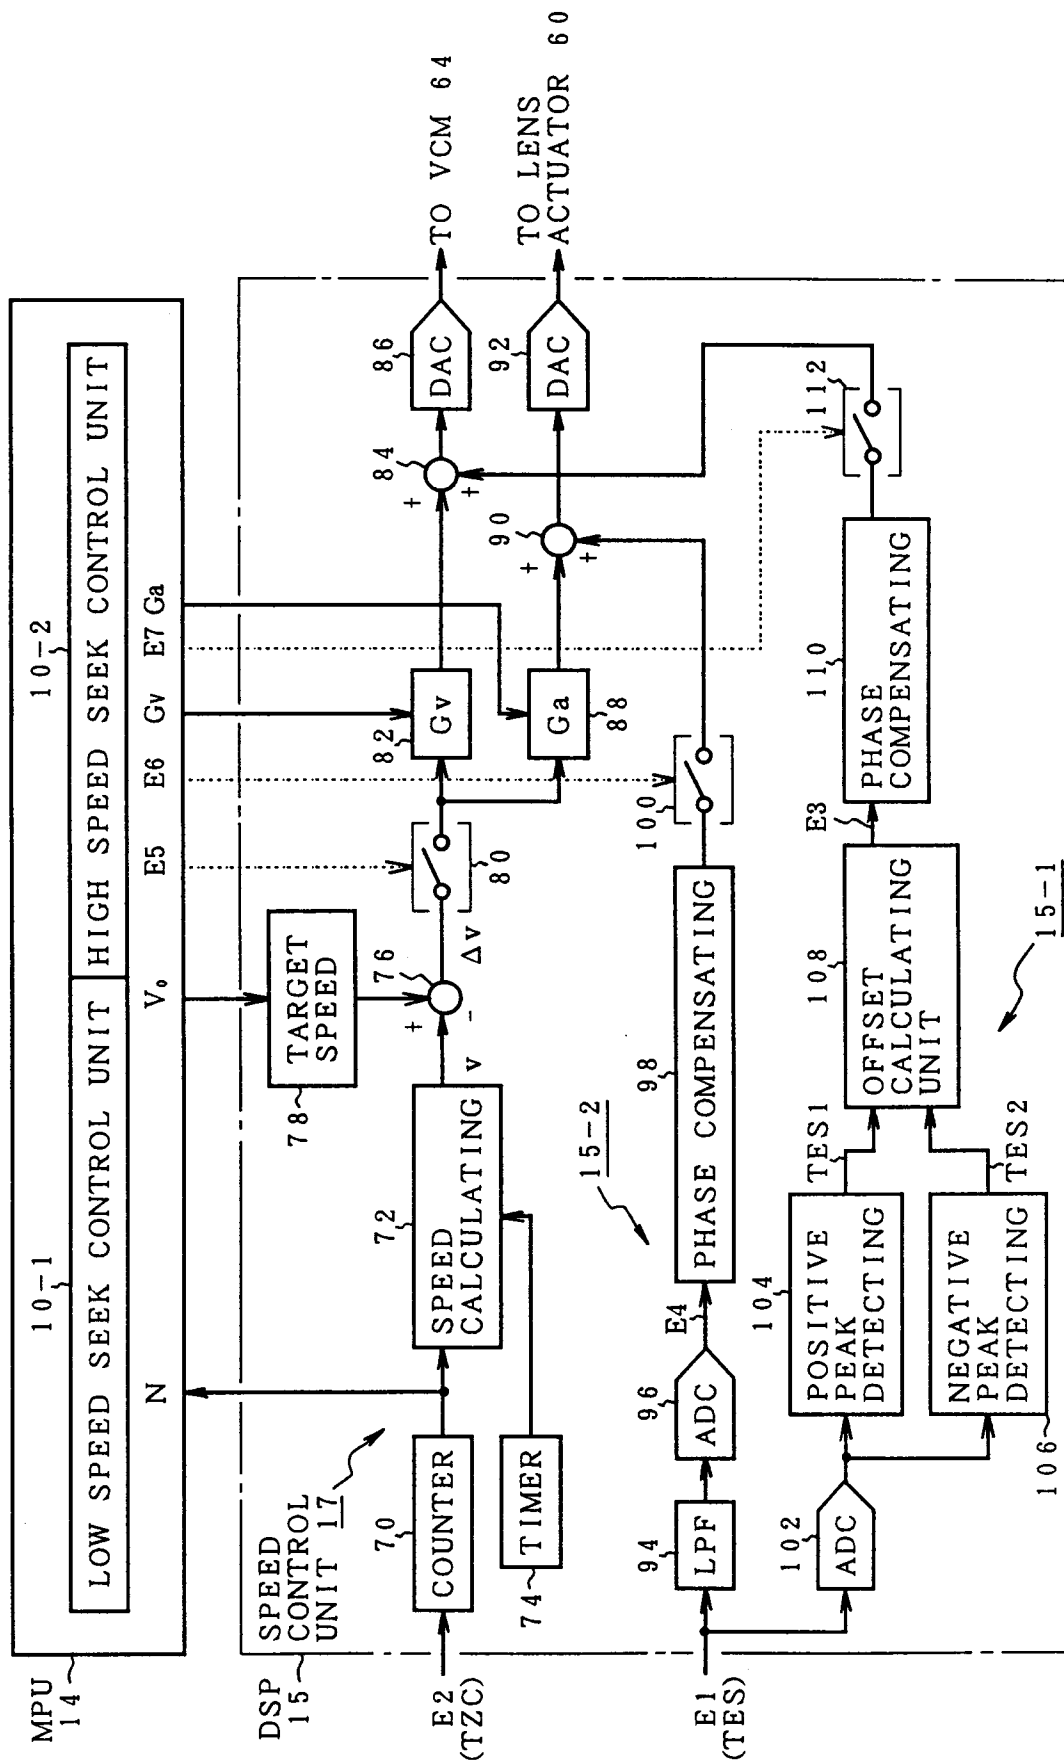 MPU
14
10-1
10-2
LOW SPEED SEEK CONTROL UNIT
HIGH SPEED SEEK CONTROL UNIT
N
V₀
E5
E6
Gv
E7
Ga
DSP
15
SPEED
CONTROL
UNIT 17
78
TARGET
SPEED
E2
(TZC)
70
COUNTER
72
SPEED
CALCULATING
v
+
-
76
Δv
80
82
Gv
+
+
84
86
DAC
TO VCM 64
74
TIMER
Ga
88
+
+
90
92
DAC
TO LENS
ACTUATOR 60
15-2
E1
(TES)
94
LPF
96
ADC
E4
98
PHASE COMPENSATING
100
102
ADC
104
POSITIVE
PEAK
DETECTING
TES1
NEGATIVE
PEAK
DETECTING
106
TES2
108
OFFSET
CALCULATING
UNIT
E3
110
PHASE
COMPENSATING
112
15-1